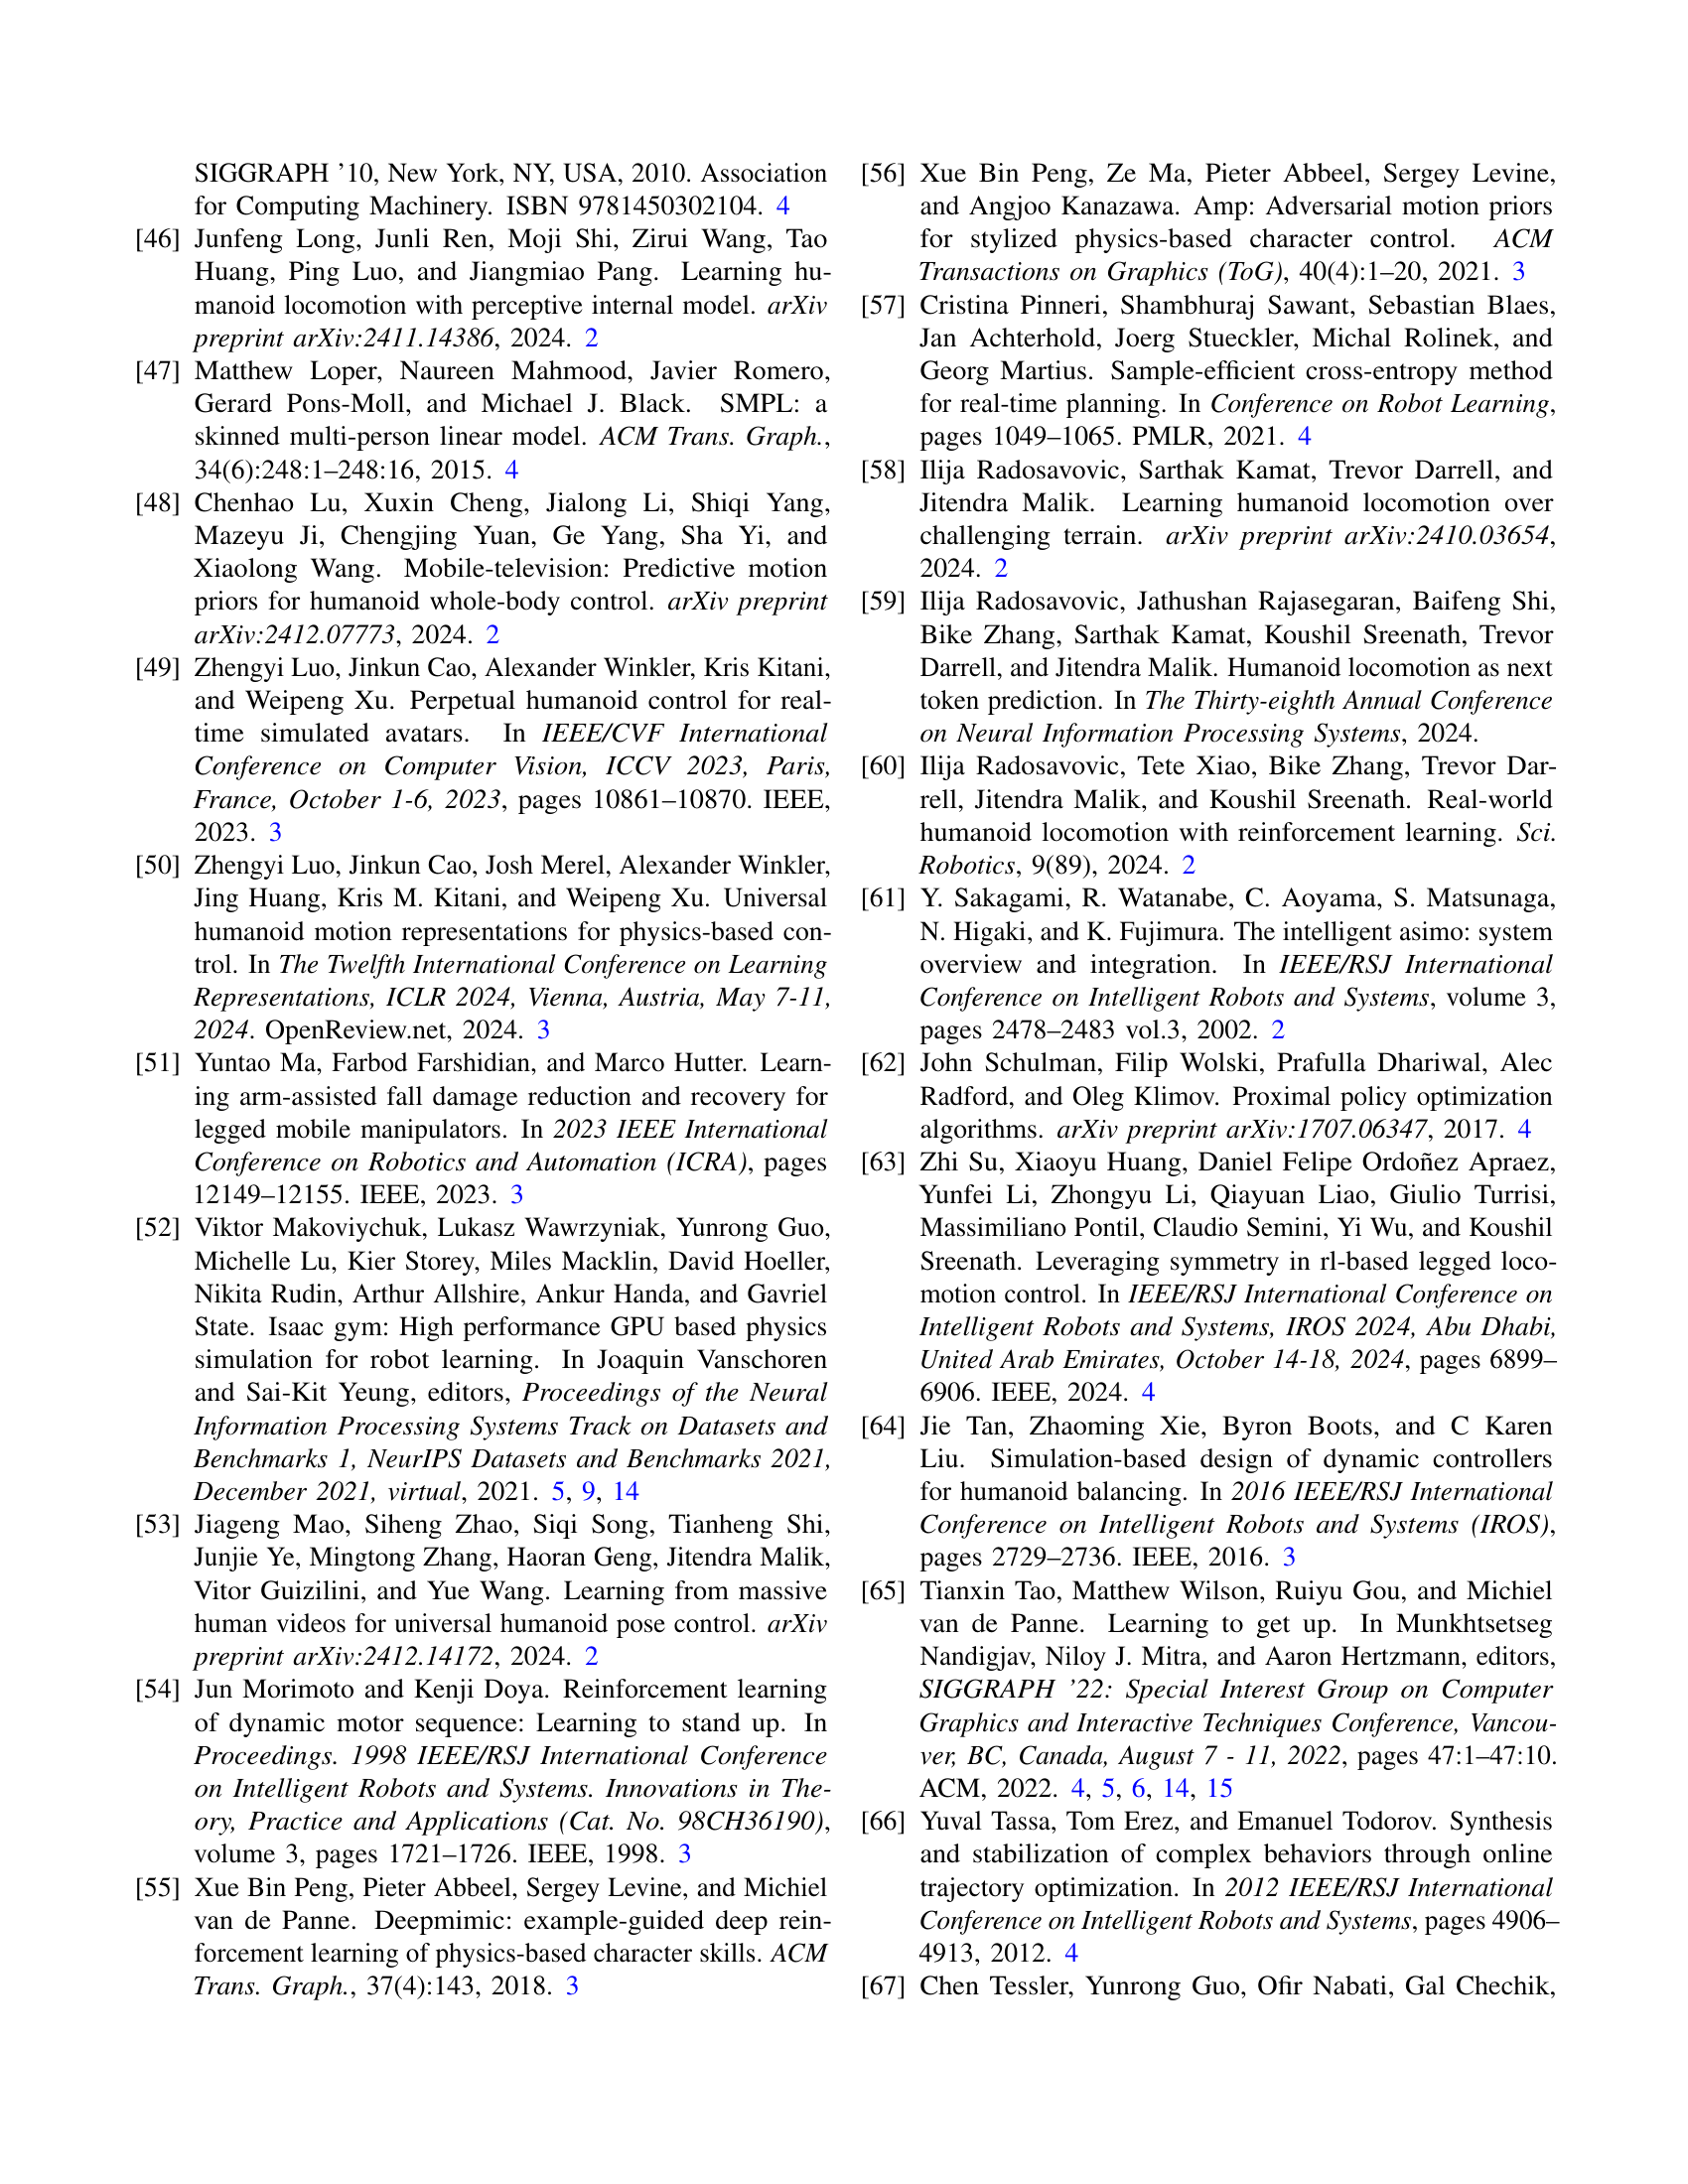 SIGGRAPH ’10, New York, NY, USA, 2010. Association
for Computing Machinery. ISBN 9781450302104. 4
[46] Junfeng Long, Junli Ren, Moji Shi, Zirui Wang, Tao
Huang, Ping Luo, and Jiangmiao Pang. Learning hu-
manoid locomotion with perceptive internal model. arXiv
preprint arXiv:2411.14386, 2024. 2
[47] Matthew Loper, Naureen Mahmood, Javier Romero,
Gerard Pons-Moll, and Michael J. Black. SMPL: a
skinned multi-person linear model. ACM Trans. Graph.,
34(6):248:1–248:16, 2015. 4
[48] Chenhao Lu, Xuxin Cheng, Jialong Li, Shiqi Yang,
Mazeyu Ji, Chengjing Yuan, Ge Yang, Sha Yi, and
Xiaolong Wang. Mobile-television: Predictive motion
priors for humanoid whole-body control. arXiv preprint
arXiv:2412.07773, 2024. 2
[49] Zhengyi Luo, Jinkun Cao, Alexander Winkler, Kris Kitani,
and Weipeng Xu. Perpetual humanoid control for real-
time simulated avatars. In IEEE/CVF International
Conference on Computer Vision, ICCV 2023, Paris,
France, October 1-6, 2023, pages 10861–10870. IEEE,
2023. 3
[50] Zhengyi Luo, Jinkun Cao, Josh Merel, Alexander Winkler,
Jing Huang, Kris M. Kitani, and Weipeng Xu. Universal
humanoid motion representations for physics-based con-
trol. In The Twelfth International Conference on Learning
Representations, ICLR 2024, Vienna, Austria, May 7-11,
2024. OpenReview.net, 2024. 3
[51] Yuntao Ma, Farbod Farshidian, and Marco Hutter. Learn-
ing arm-assisted fall damage reduction and recovery for
legged mobile manipulators. In 2023 IEEE International
Conference on Robotics and Automation (ICRA), pages
12149–12155. IEEE, 2023. 3
[52] Viktor Makoviychuk, Lukasz Wawrzyniak, Yunrong Guo,
Michelle Lu, Kier Storey, Miles Macklin, David Hoeller,
Nikita Rudin, Arthur Allshire, Ankur Handa, and Gavriel
State. Isaac gym: High performance GPU based physics
simulation for robot learning. In Joaquin Vanschoren
and Sai-Kit Yeung, editors, Proceedings of the Neural
Information Processing Systems Track on Datasets and
Benchmarks 1, NeurIPS Datasets and Benchmarks 2021,
December 2021, virtual, 2021. 5, 9, 14
[53] Jiageng Mao, Siheng Zhao, Siqi Song, Tianheng Shi,
Junjie Ye, Mingtong Zhang, Haoran Geng, Jitendra Malik,
Vitor Guizilini, and Yue Wang. Learning from massive
human videos for universal humanoid pose control. arXiv
preprint arXiv:2412.14172, 2024. 2
[54] Jun Morimoto and Kenji Doya. Reinforcement learning
of dynamic motor sequence: Learning to stand up. In
Proceedings. 1998 IEEE/RSJ International Conference
on Intelligent Robots and Systems. Innovations in The-
ory, Practice and Applications (Cat. No. 98CH36190),
volume 3, pages 1721–1726. IEEE, 1998. 3
[55] Xue Bin Peng, Pieter Abbeel, Sergey Levine, and Michiel
van de Panne. Deepmimic: example-guided deep rein-
forcement learning of physics-based character skills. ACM
Trans. Graph., 37(4):143, 2018. 3
[56] Xue Bin Peng, Ze Ma, Pieter Abbeel, Sergey Levine,
and Angjoo Kanazawa. Amp: Adversarial motion priors
for stylized physics-based character control. ACM
Transactions on Graphics (ToG), 40(4):1–20, 2021. 3
[57] Cristina Pinneri, Shambhuraj Sawant, Sebastian Blaes,
Jan Achterhold, Joerg Stueckler, Michal Rolinek, and
Georg Martius. Sample-efficient cross-entropy method
for real-time planning. In Conference on Robot Learning,
pages 1049–1065. PMLR, 2021. 4
[58] Ilija Radosavovic, Sarthak Kamat, Trevor Darrell, and
Jitendra Malik. Learning humanoid locomotion over
challenging terrain. arXiv preprint arXiv:2410.03654,
2024. 2
[59] Ilija Radosavovic, Jathushan Rajasegaran, Baifeng Shi,
Bike Zhang, Sarthak Kamat, Koushil Sreenath, Trevor
Darrell, and Jitendra Malik. Humanoid locomotion as next
token prediction. In The Thirty-eighth Annual Conference
on Neural Information Processing Systems, 2024.
[60] Ilija Radosavovic, Tete Xiao, Bike Zhang, Trevor Dar-
rell, Jitendra Malik, and Koushil Sreenath. Real-world
humanoid locomotion with reinforcement learning. Sci.
Robotics, 9(89), 2024. 2
[61] Y. Sakagami, R. Watanabe, C. Aoyama, S. Matsunaga,
N. Higaki, and K. Fujimura. The intelligent asimo: system
overview and integration. In IEEE/RSJ International
Conference on Intelligent Robots and Systems, volume 3,
pages 2478–2483 vol.3, 2002. 2
[62] John Schulman, Filip Wolski, Prafulla Dhariwal, Alec
Radford, and Oleg Klimov. Proximal policy optimization
algorithms. arXiv preprint arXiv:1707.06347, 2017. 4
[63] Zhi Su, Xiaoyu Huang, Daniel Felipe Ordoñez Apraez,
Yunfei Li, Zhongyu Li, Qiayuan Liao, Giulio Turrisi,
Massimiliano Pontil, Claudio Semini, Yi Wu, and Koushil
Sreenath. Leveraging symmetry in rl-based legged loco-
motion control. In IEEE/RSJ International Conference on
Intelligent Robots and Systems, IROS 2024, Abu Dhabi,
United Arab Emirates, October 14-18, 2024, pages 6899–
6906. IEEE, 2024. 4
[64] Jie Tan, Zhaoming Xie, Byron Boots, and C Karen
Liu. Simulation-based design of dynamic controllers
for humanoid balancing. In 2016 IEEE/RSJ International
Conference on Intelligent Robots and Systems (IROS),
pages 2729–2736. IEEE, 2016. 3
[65] Tianxin Tao, Matthew Wilson, Ruiyu Gou, and Michiel
van de Panne. Learning to get up. In Munkhtsetseg
Nandigjav, Niloy J. Mitra, and Aaron Hertzmann, editors,
SIGGRAPH ’22: Special Interest Group on Computer
Graphics and Interactive Techniques Conference, Vancou-
ver, BC, Canada, August 7 - 11, 2022, pages 47:1–47:10.
ACM, 2022. 4, 5, 6, 14, 15
[66] Yuval Tassa, Tom Erez, and Emanuel Todorov. Synthesis
and stabilization of complex behaviors through online
trajectory optimization. In 2012 IEEE/RSJ International
Conference on Intelligent Robots and Systems, pages 4906–
4913, 2012. 4
[67] Chen Tessler, Yunrong Guo, Ofir Nabati, Gal Chechik,